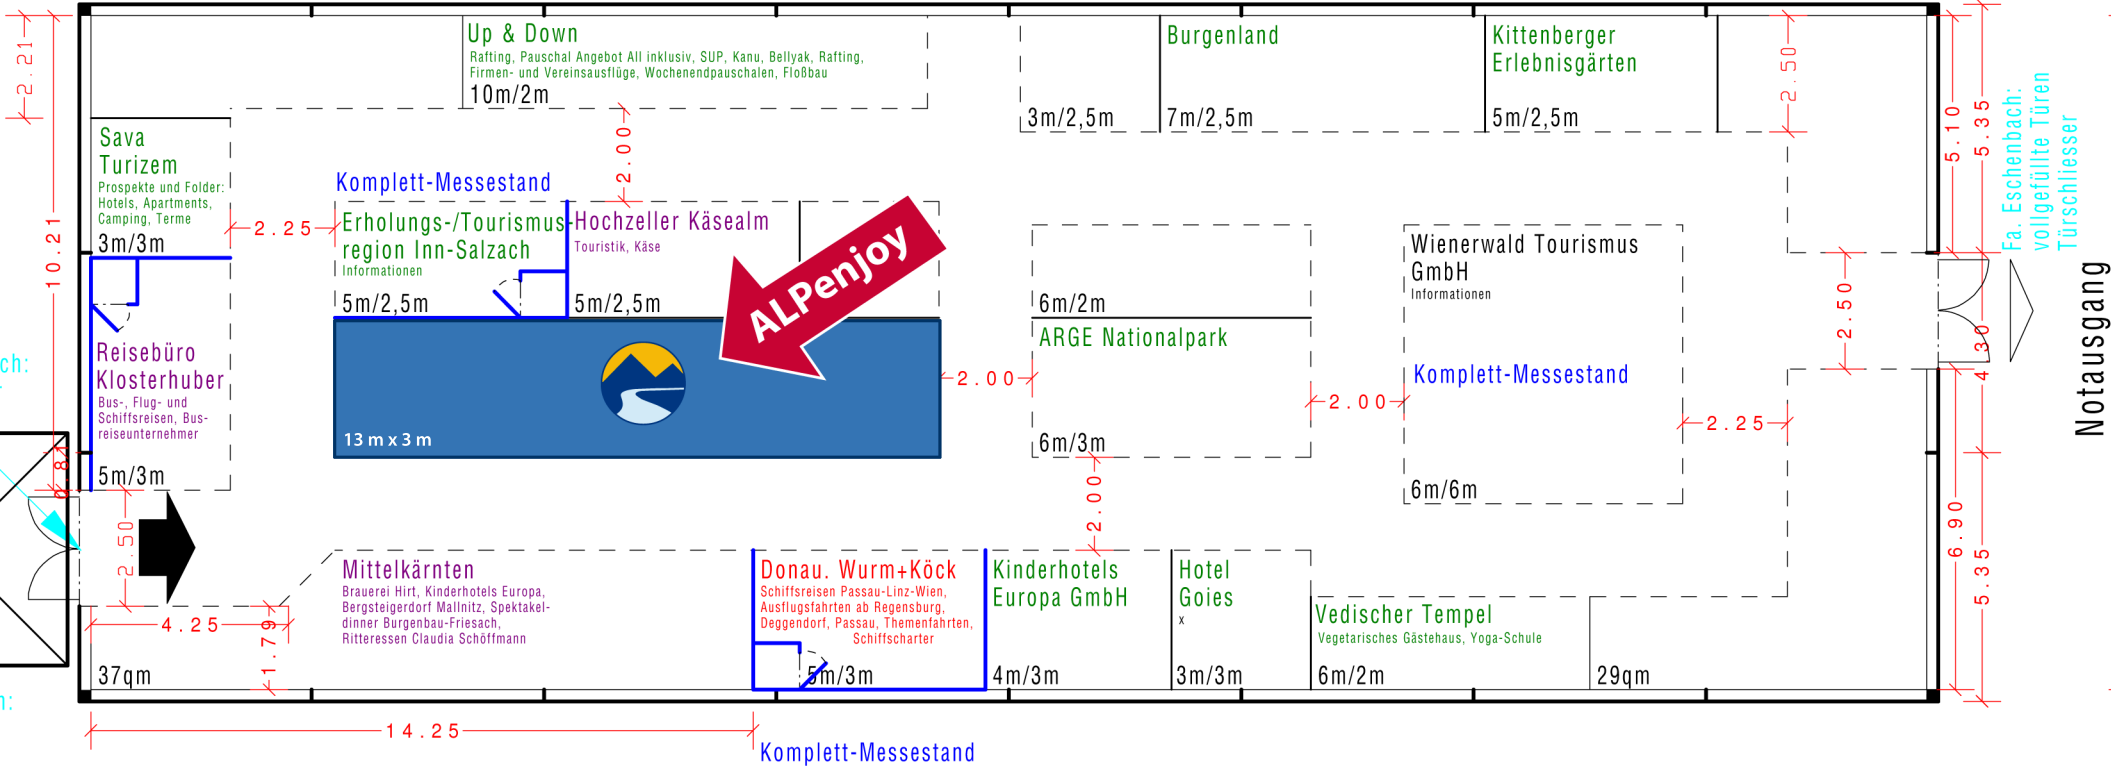 2.21
10.21
0.81
2.50
ch:
n:
Up & Down
Rafting, Pauschal Angebot All inklusiv, SUP, Kanu, Bellyak, Rafting,
Firmen- und Vereinsausflüge, Wochenendpauschalen, Floßbau
10m/2m
3m/2,5m
Burgenland
7m/2,5m
Kittenberger
Erlebnisgärten
5m/2,5m
2.50
5.10
5.35
Fa. Eschenbach:
vollgefüllte Türen
Türschliesser
Sava
Turizem
Prospekte und Folder:
Hotels, Apartments,
Camping, Terme
3m/3m
2.25
2.00
Komplett-Messestand
Erholungs-/Tourismus-
region Inn-Salzach
Informationen
5m/2,5m
Hochzeller Käsealm
Touristik, Käse
5m/2,5m
ALPenjoy
13 m x 3 m
2.00
6m/2m
ARGE Nationalpark
6m/3m
2.00
2.00
Wienerwald Tourismus
GmbH
Informationen
Komplett-Messestand
6m/6m
2.25
2.50
4.30
Notausgang
Reisebüro
Klosterhuber
Bus-, Flug- und
Schiffsreisen, Bus-
reiseunternehmer
5m/3m
4.25
1.79
37qm
Mittelkärnten
Brauerei Hirt, Kinderhotels Europa,
Bergsteigerdorf Mallnitz, Spektakel-
dinner Burgenbau-Friesach,
Ritteressen Claudia Schöffmann
Donau. Wurm+Köck
Schiffsreisen Passau-Linz-Wien,
Ausflugsfahrten ab Regensburg,
Deggendorf, Passau, Themenfahrten,
Schiffscharter
5m/3m
Kinderhotels
Europa GmbH
4m/3m
Hotel
Goies
x
3m/3m
Vedischer Tempel
Vegetarisches Gästehaus, Yoga-Schule
6m/2m
29qm
6.90
5.35
14.25
Komplett-Messestand